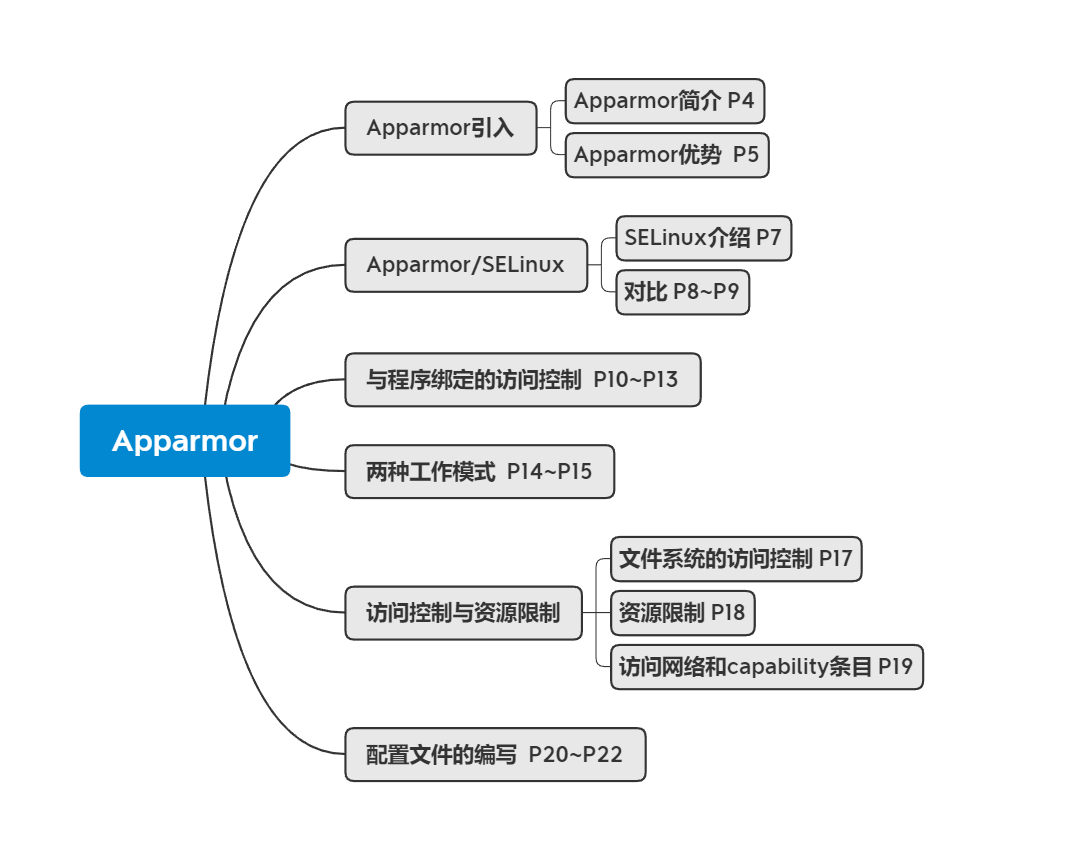 Apparmor
Apparmor引入
Apparmor简介 P4
Apparmor优势  P5
Apparmor/SELinux
SELinux介绍 P7
对比 P8~P9
与程序绑定的访问控制  P10~P13
两种工作模式  P14~P15
访问控制与资源限制
文件系统的访问控制 P17
资源限制 P18
访问网络和capability条目 P19
配置文件的编写  P20~P22